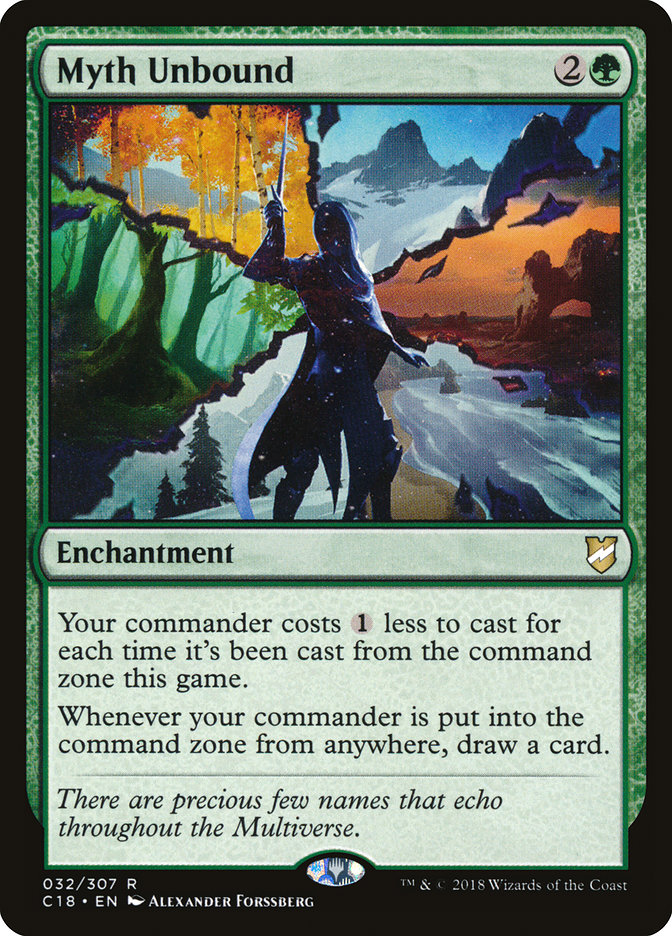 Myth Unbound 2
Enchantment
Your commander costs 1 less to cast for
each time it's been cast from the command
zone this game.
Whenever your commander is put into the
command zone from anywhere, draw a card.
There are precious few names that echo
throughout the Multiverse.
032/307 R
C18 • EN Alexander Forssberg
™ & © 2018 Wizards of the Coast